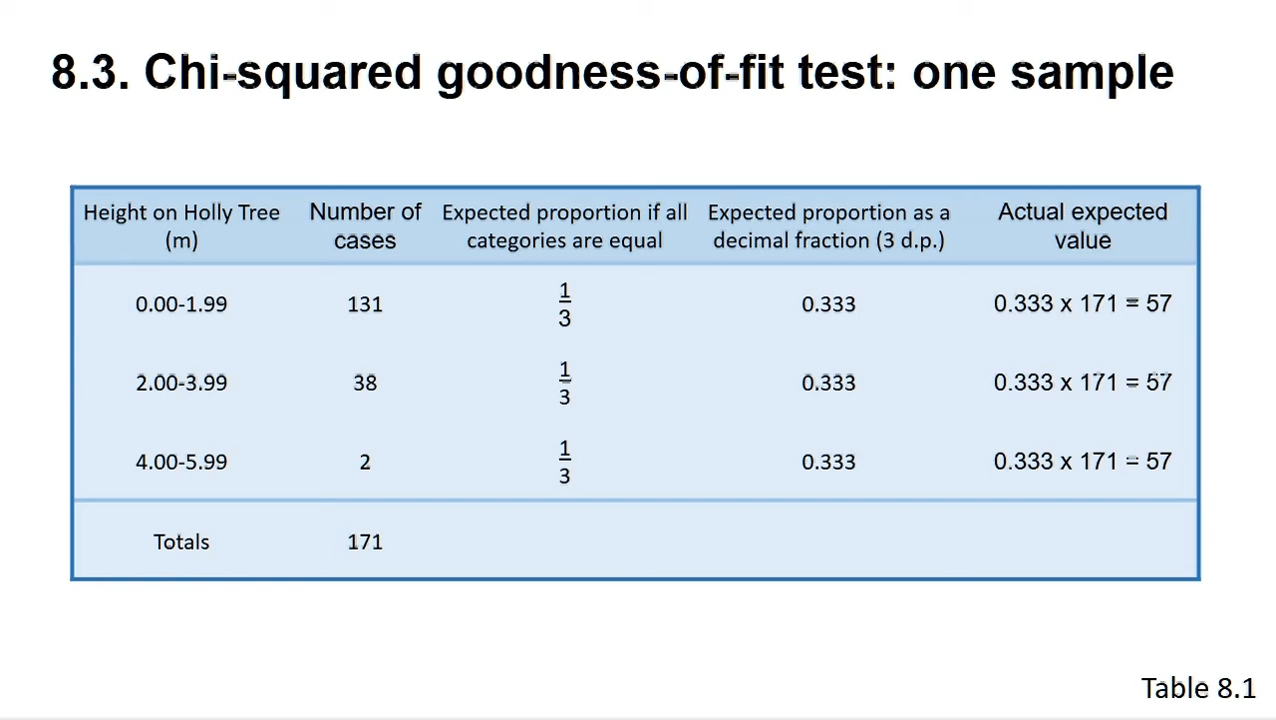 8.3. Chi-squared goodness-of-fit test: one sample
Height on Holly Tree (m) Number of cases Expected proportion if all categories are equal Expected proportion as a decimal fraction (3 d.p.) Actual expected value
0.00-1.99 131 1/3 0.333 0.333 x 171 = 57
2.00-3.99 38 1/3 0.333 0.333 x 171 = 57
4.00-5.99 2 1/3 0.333 0.333 x 171 = 57
Totals 171
Table 8.1